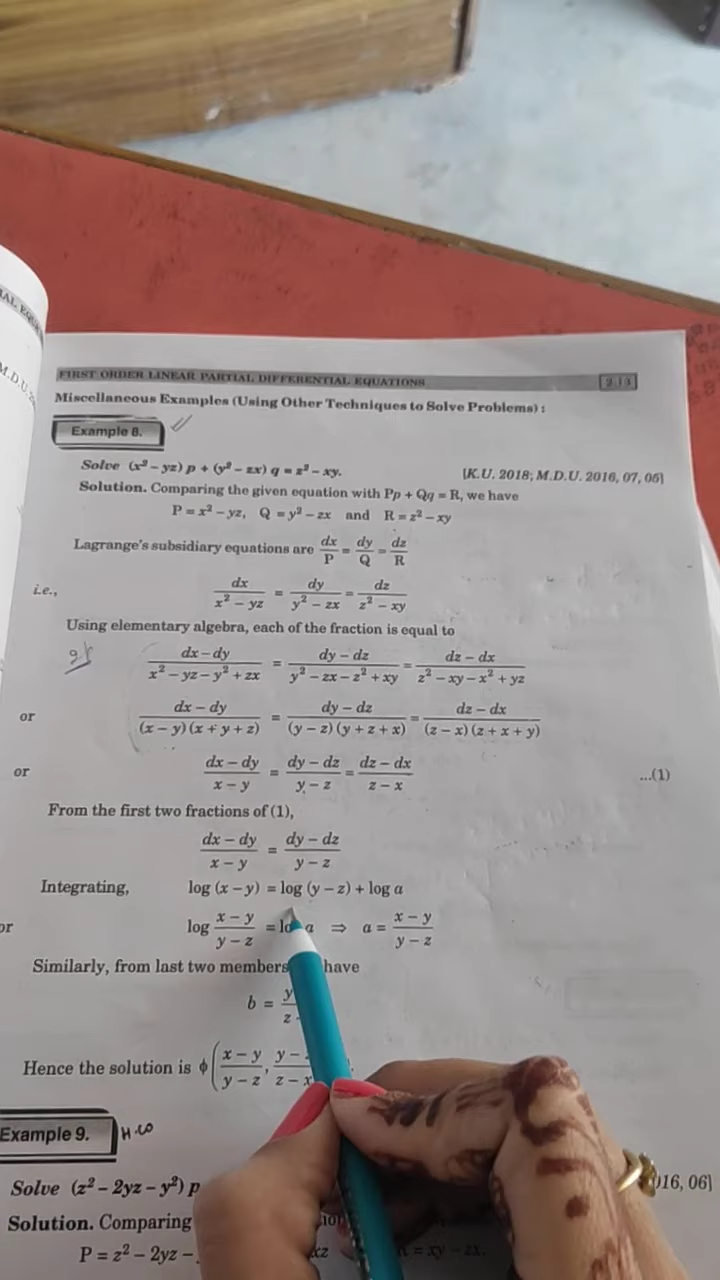 FIRST ORDER LINEAR PARTIAL DIFFERENTIAL EQUATIONS
Miscellaneous Examples (Using Other Techniques to Solve Problems) :
Example 8.
Solve (x² – yz) p + (y² – zx) q = z² – xy. [K.U. 2018; M.D.U. 2016, 07, 06]
Solution. Comparing the given equation with Pp + Qq = R, we have
P = x² – yz, Q = y² – zx and R = z² – xy
Lagrange's subsidiary equations are dx/P = dy/Q = dz/R
i.e., dx/(x² – yz) = dy/(y² – zx) = dz/(z² – xy)
Using elementary algebra, each of the fraction is equal to
(dx – dy)/(x² – yz – y² + zx) = (dy – dz)/(y² – zx – z² + xy) = (dz – dx)/(z² – xy – x² + yz)
or (dx – dy)/((x – y)(x + y + z)) = (dy – dz)/((y – z)(y + z + x)) = (dz – dx)/((z – x)(z + x + y))
or (dx – dy)/(x – y) = (dy – dz)/(y – z) = (dz – dx)/(z – x) ...(1)
From the first two fractions of (1),
(dx – dy)/(x – y) = (dy – dz)/(y – z)
Integrating, log (x – y) = log (y – z) + log a
or log (x – y)/(y – z) = a ⇒ a = (x – y)/(y – z)
Similarly, from last two members have
b = y z
Hence the solution is ϕ((x – y)/(y – z), y – / z – x
Example 9. H.W
Solve (z² – 2yz – y²) p 016, 06]
Solution. Comparing
P = z² – 2yz – = xy – zx.